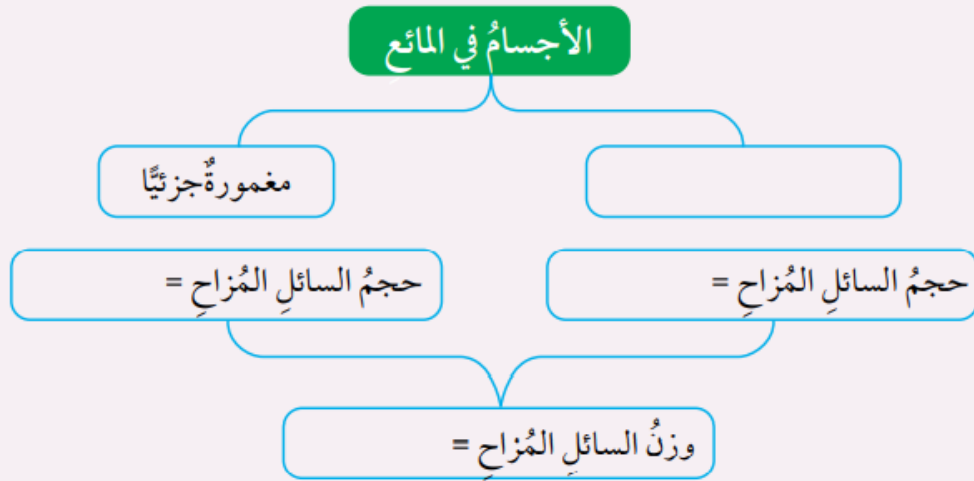 الأجسامُ في المائعِ
مغمورةٌ جزئيًّا
حجمُ السائلِ المُزاحِ =
حجمُ السائلِ المُزاحِ =
وزنُ السائلِ المُزاحِ =